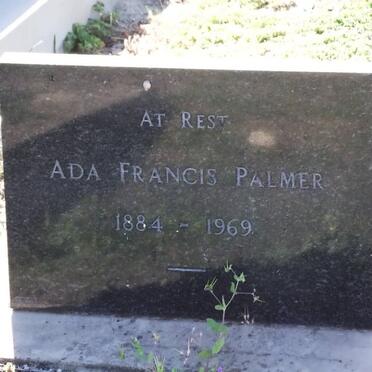 AT REST
ADA FRANCIS PALMER
1884 - 1969